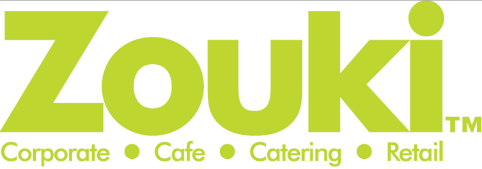 Zouki™
Corporate • Cafe • Catering • Retail